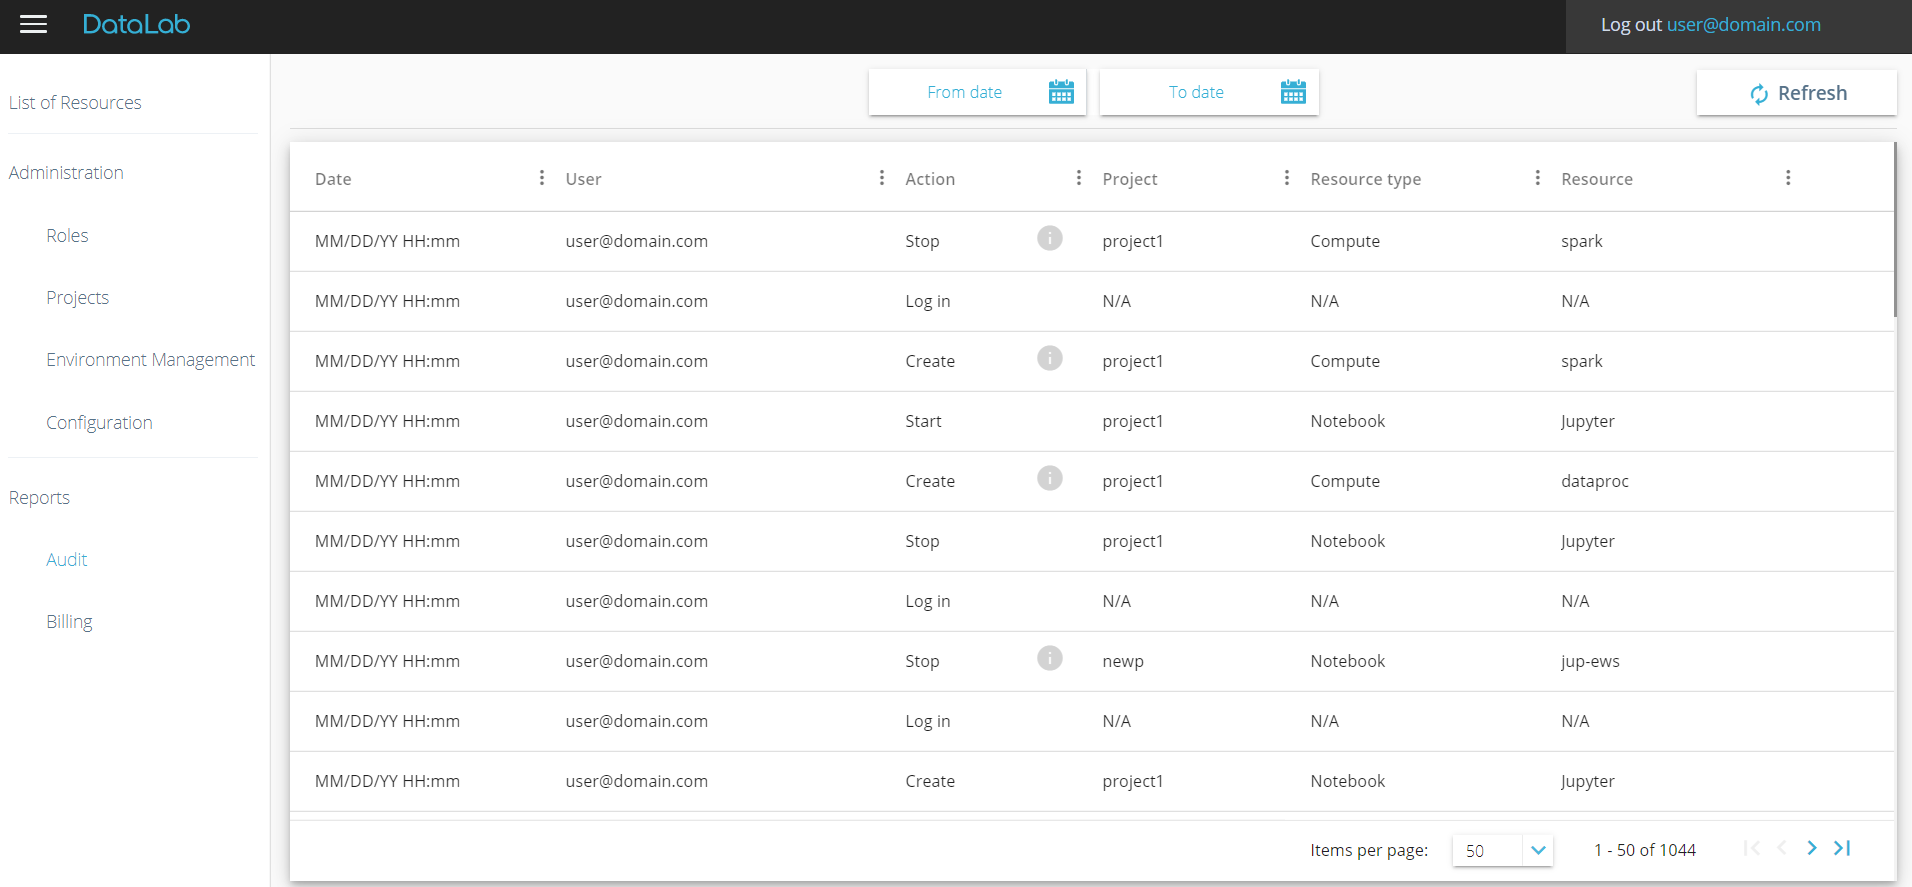 DataLab
Log out user@domain.com
List of Resources
Administration
Roles
Projects
Environment Management
Configuration
Reports
Audit
Billing
From date
To date
Refresh
Date User Action Project Resource type Resource
MM/DD/YY HH:mm user@domain.com Stop project1 Compute spark
MM/DD/YY HH:mm user@domain.com Log in N/A N/A N/A
MM/DD/YY HH:mm user@domain.com Create project1 Compute spark
MM/DD/YY HH:mm user@domain.com Start project1 Notebook Jupyter
MM/DD/YY HH:mm user@domain.com Create project1 Compute dataproc
MM/DD/YY HH:mm user@domain.com Stop project1 Notebook Jupyter
MM/DD/YY HH:mm user@domain.com Log in N/A N/A N/A
MM/DD/YY HH:mm user@domain.com Stop newp Notebook jup-ews
MM/DD/YY HH:mm user@domain.com Log in N/A N/A N/A
MM/DD/YY HH:mm user@domain.com Create project1 Notebook Jupyter
Items per page: 50 1 - 50 of 1044